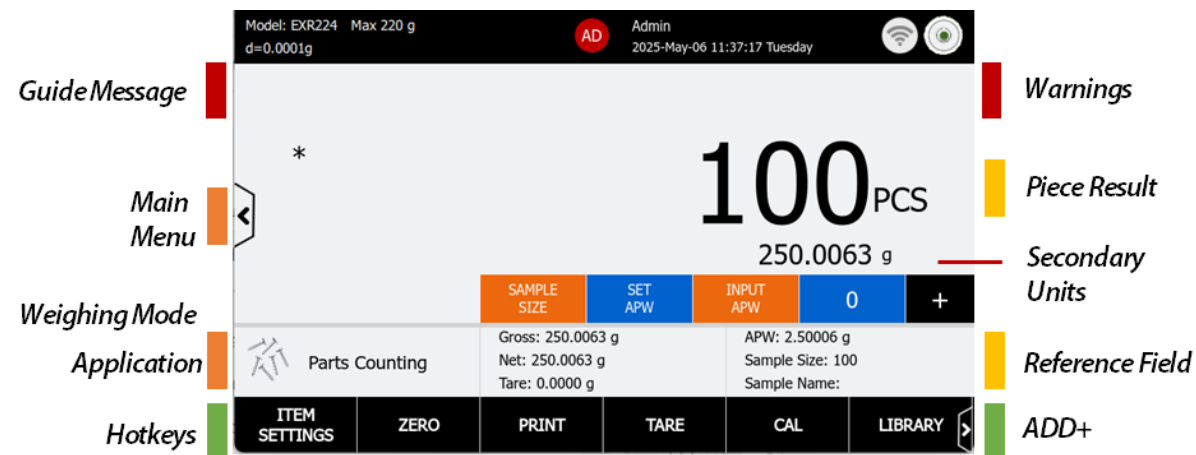 Model: EXR224 Max 220 g
d=0.0001g
AD
Admin
2025-May-06 11:37:17 Tuesday
Guide Message
Warnings
*
100 PCS
Main
Menu
Piece Result
250.0063 g
Secondary
Units
SAMPLE
SIZE
SET
APW
INPUT
APW
0
+
Weighing Mode
Application
Parts Counting
Gross: 250.0063 g
Net: 250.0063 g
Tare: 0.0000 g
APW: 2.50006 g
Sample Size: 100
Sample Name:
Reference Field
Hotkeys
ITEM
SETTINGS
ZERO
PRINT
TARE
CAL
LIBRARY
ADD+